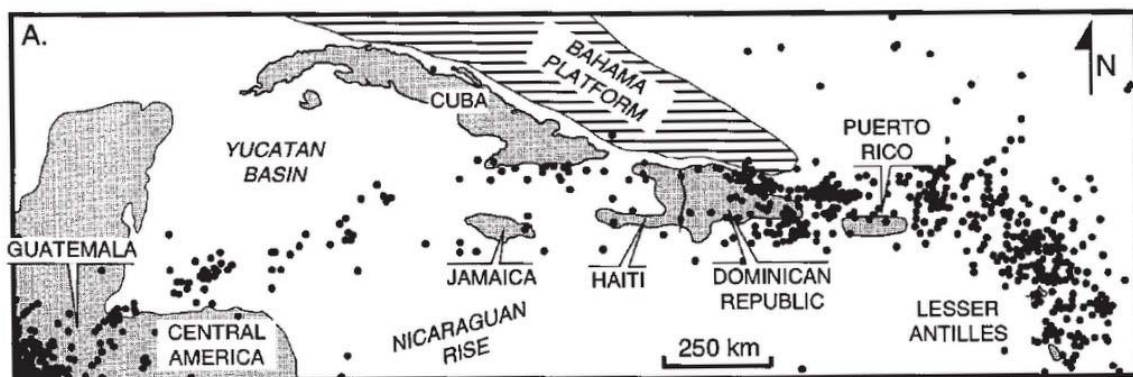 A.
BAHAMA
PLATFORM
N
CUBA
PUERTO
RICO
YUCATAN
BASIN
GUATEMALA
JAMAICA
HAITI
DOMINICAN
REPUBLIC
LESSER
ANTILLES
CENTRAL
AMERICA
NICARAGUAN
RISE
250 km